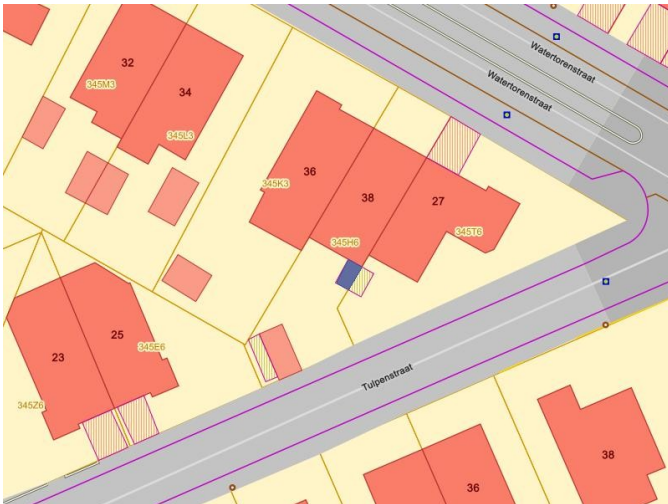 Watertorenstraat
32
345M3
34
Watertorenstraat
345L3
36
345K3
38
27
345T6
345H6
25
345E6
23
Tulpenstraat
345Z6
38
36